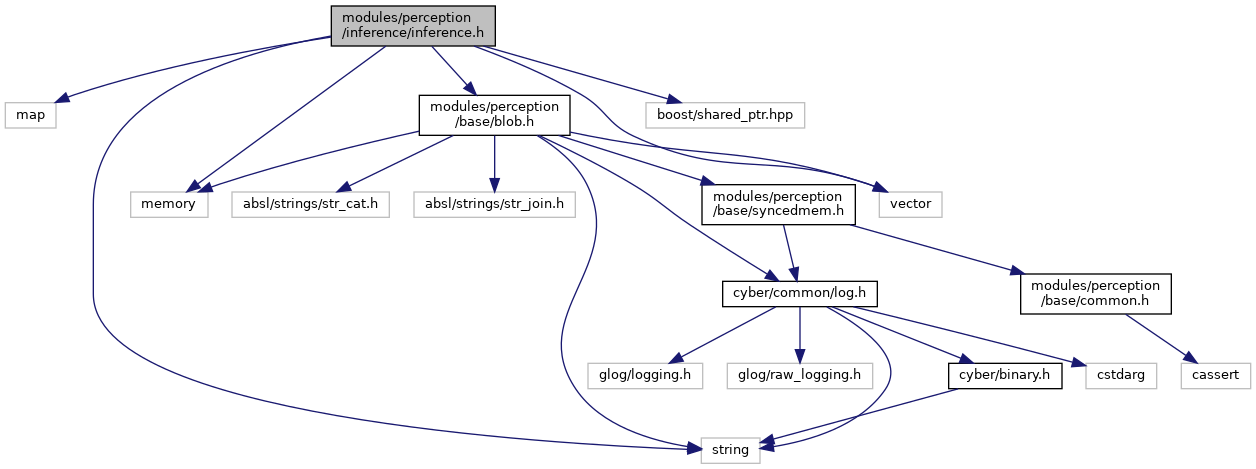 modules/perception
/inference/inference.h
map
modules/perception
/base/blob.h
boost/shared_ptr.hpp
memory
absl/strings/str_cat.h
absl/strings/str_join.h
modules/perception
/base/syncedmem.h
vector
cyber/common/log.h
modules/perception
/base/common.h
glog/logging.h
glog/raw_logging.h
cyber/binary.h
cstdarg
cassert
string